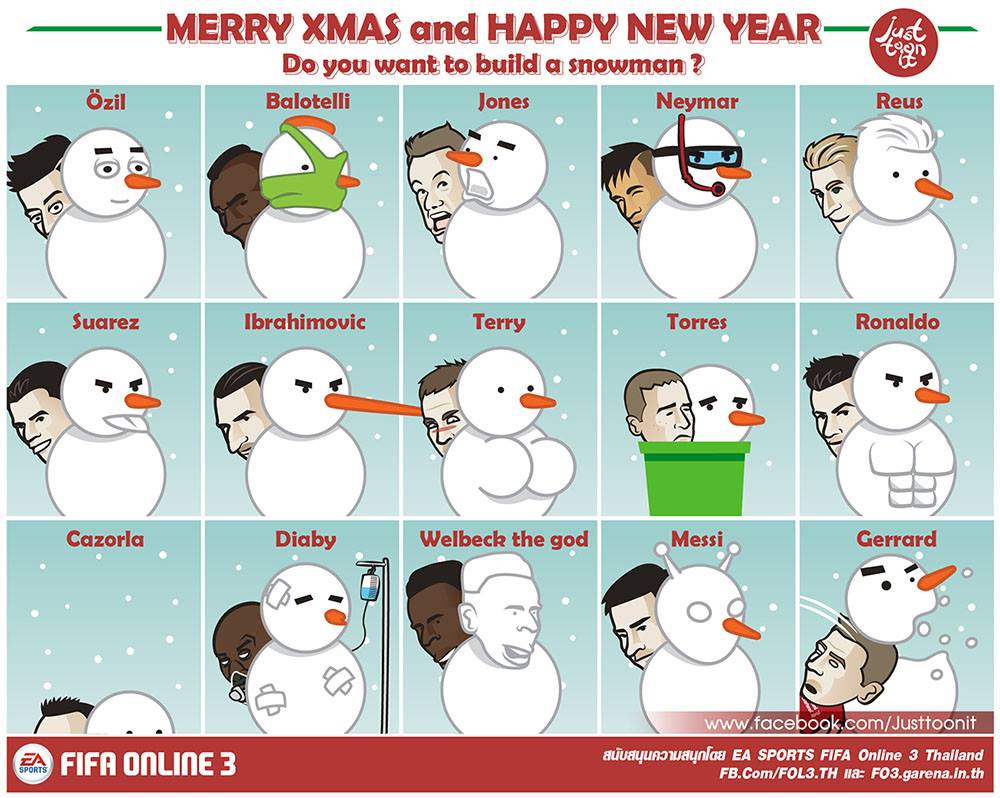 MERRY XMAS and HAPPY NEW YEAR
Just
toon
it
Do you want to build a snowman ?
Özil
Balotelli
Jones
Neymar
Reus
Suarez
Ibrahimovic
Terry
Torres
Ronaldo
Cazorla
Diaby
Welbeck the god
Messi
Gerrard
www.facebook.com/Justtoonit
EA
SPORTS
FIFA ONLINE 3
สนับสนุนความสนุกโดย EA SPORTS FIFA Online 3 Thailand
FB.Com/FOL3.TH และ FO3.garena.in.th